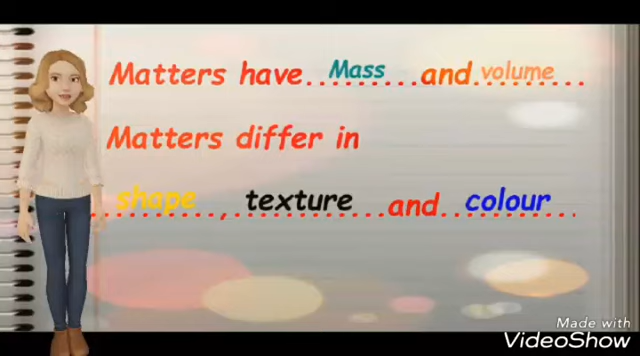 Matters have...Mass...and.volume...
Matters differ in
shape..,..texture...and..colour..
Made with
VideoShow